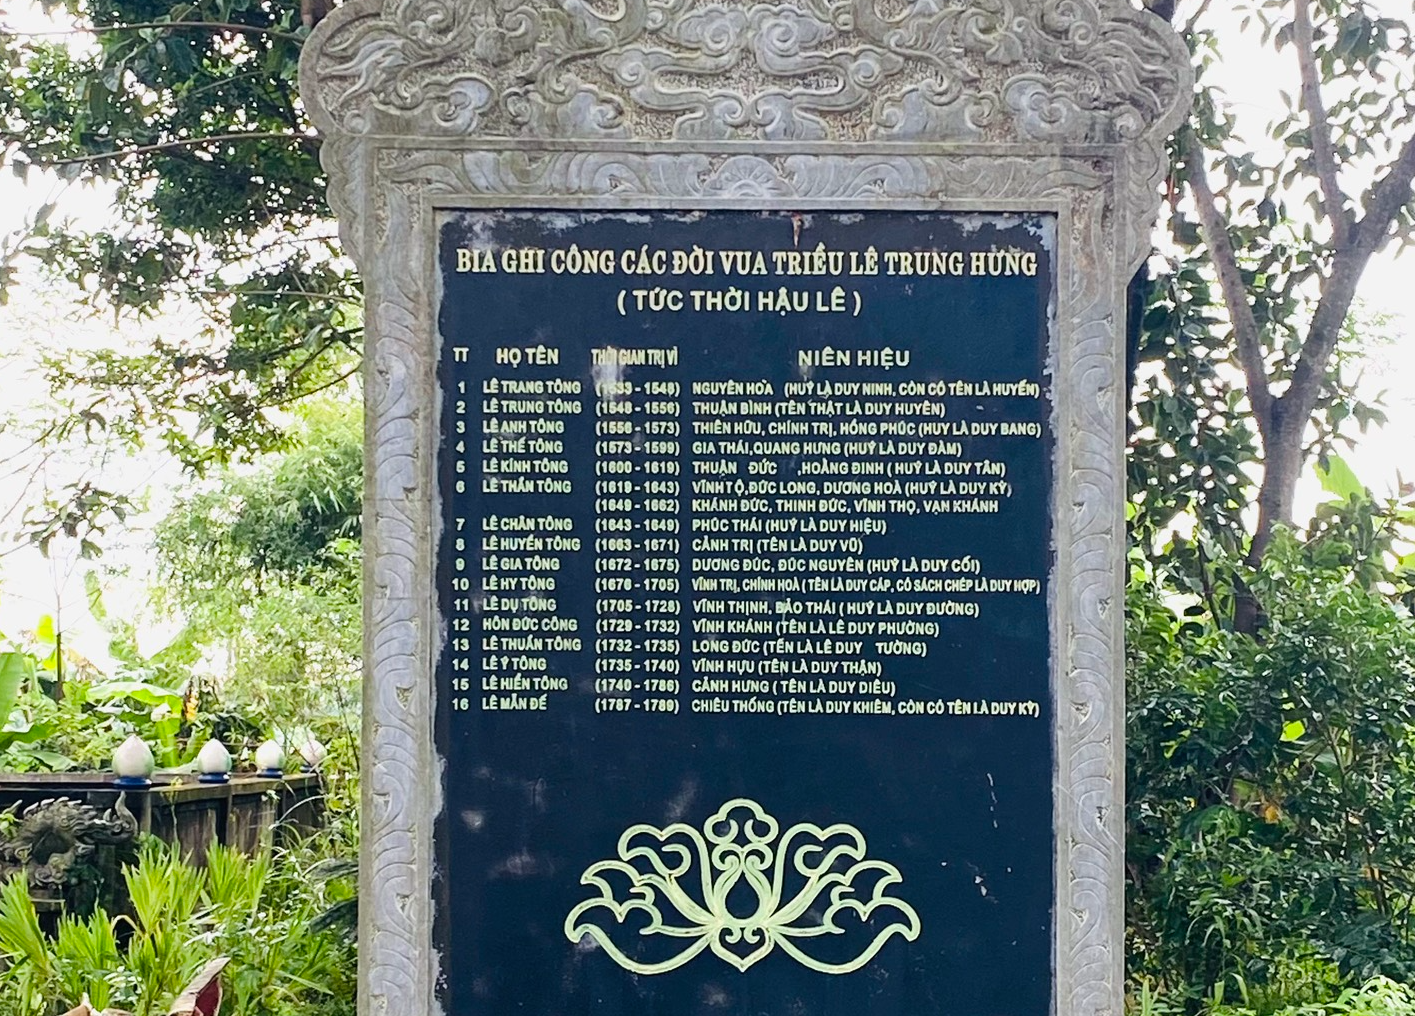 BIA GHI CÔNG CÁC ĐỜI VUA TRIỀU LÊ TRUNG HƯNG
( TỨC THỜI HẬU LÊ )
TT HỌ TÊN THỜI GIAN TRỊ VÌ NIÊN HIỆU
1 LÊ TRANG TÔNG (1533 - 1548) NGUYÊN HOÀ (HUÝ LÀ DUY NINH, CÒN CÓ TÊN LÀ HUYẾN)
2 LÊ TRUNG TÔNG (1548 - 1556) THUẬN BÌNH (TÊN THẬT LÀ DUY HUYÊN)
3 LÊ ANH TÔNG (1556 - 1573) THIÊN HỮU, CHÍNH TRỊ, HỒNG PHÚC (HUY LÀ DUY BANG)
4 LÊ THẾ TÔNG (1573 - 1599) GIA THÁI,QUANG HƯNG (HUÝ LÀ DUY ĐÀM)
5 LÊ KÍNH TÔNG (1600 - 1619) THUẬN ĐỨC ,HOẰNG ĐINH ( HUÝ LÀ DUY TÂN)
6 LÊ THẦN TÔNG (1619 - 1643) VĨNH TỘ,ĐỨC LONG, DƯƠNG HOÀ (HUÝ LÀ DUY KỲ)
(1649 - 1662) KHÁNH ĐỨC, THỊNH ĐỨC, VĨNH THỌ, VẠN KHÁNH
7 LÊ CHÂN TÔNG (1643 - 1649) PHÚC THÁI (HUÝ LÀ DUY HIỆU)
8 LÊ HUYỀN TÔNG (1663 - 1671) CẢNH TRỊ (TÊN LÀ DUY VŨ)
9 LÊ GIA TÔNG (1672 - 1675) DƯƠNG ĐỨC, ĐỨC NGUYÊN (HUÝ LÀ DUY CỐI)
10 LÊ HY TÔNG (1676 - 1705) VĨNH TRỊ, CHÍNH HOÀ ( TÊN LÀ DUY CÁP, CÓ SÁCH CHÉP LÀ DUY HỢP)
11 LÊ DỤ TÔNG (1705 - 1728) VĨNH THỊNH, BẢO THÁI ( HUÝ LÀ DUY ĐƯỜNG)
12 HÔN ĐỨC CÔNG (1729 - 1732) VĨNH KHÁNH (TÊN LÀ LÊ DUY PHƯỜNG)
13 LÊ THUẦN TÔNG (1732 - 1735) LONG ĐỨC (TÊN LÀ LÊ DUY TƯỜNG)
14 LÊ Ý TÔNG (1735 - 1740) VĨNH HỰU (TÊN LÀ DUY THẬN)
15 LÊ HIỂN TÔNG (1740 - 1786) CẢNH HƯNG ( TÊN LÀ DUY DIÊU)
16 LÊ MẪN ĐẾ (1787 - 1789) CHIÊU THỐNG (TÊN LÀ DUY KHIÊM, CÒN CÓ TÊN LÀ DUY KỲ)